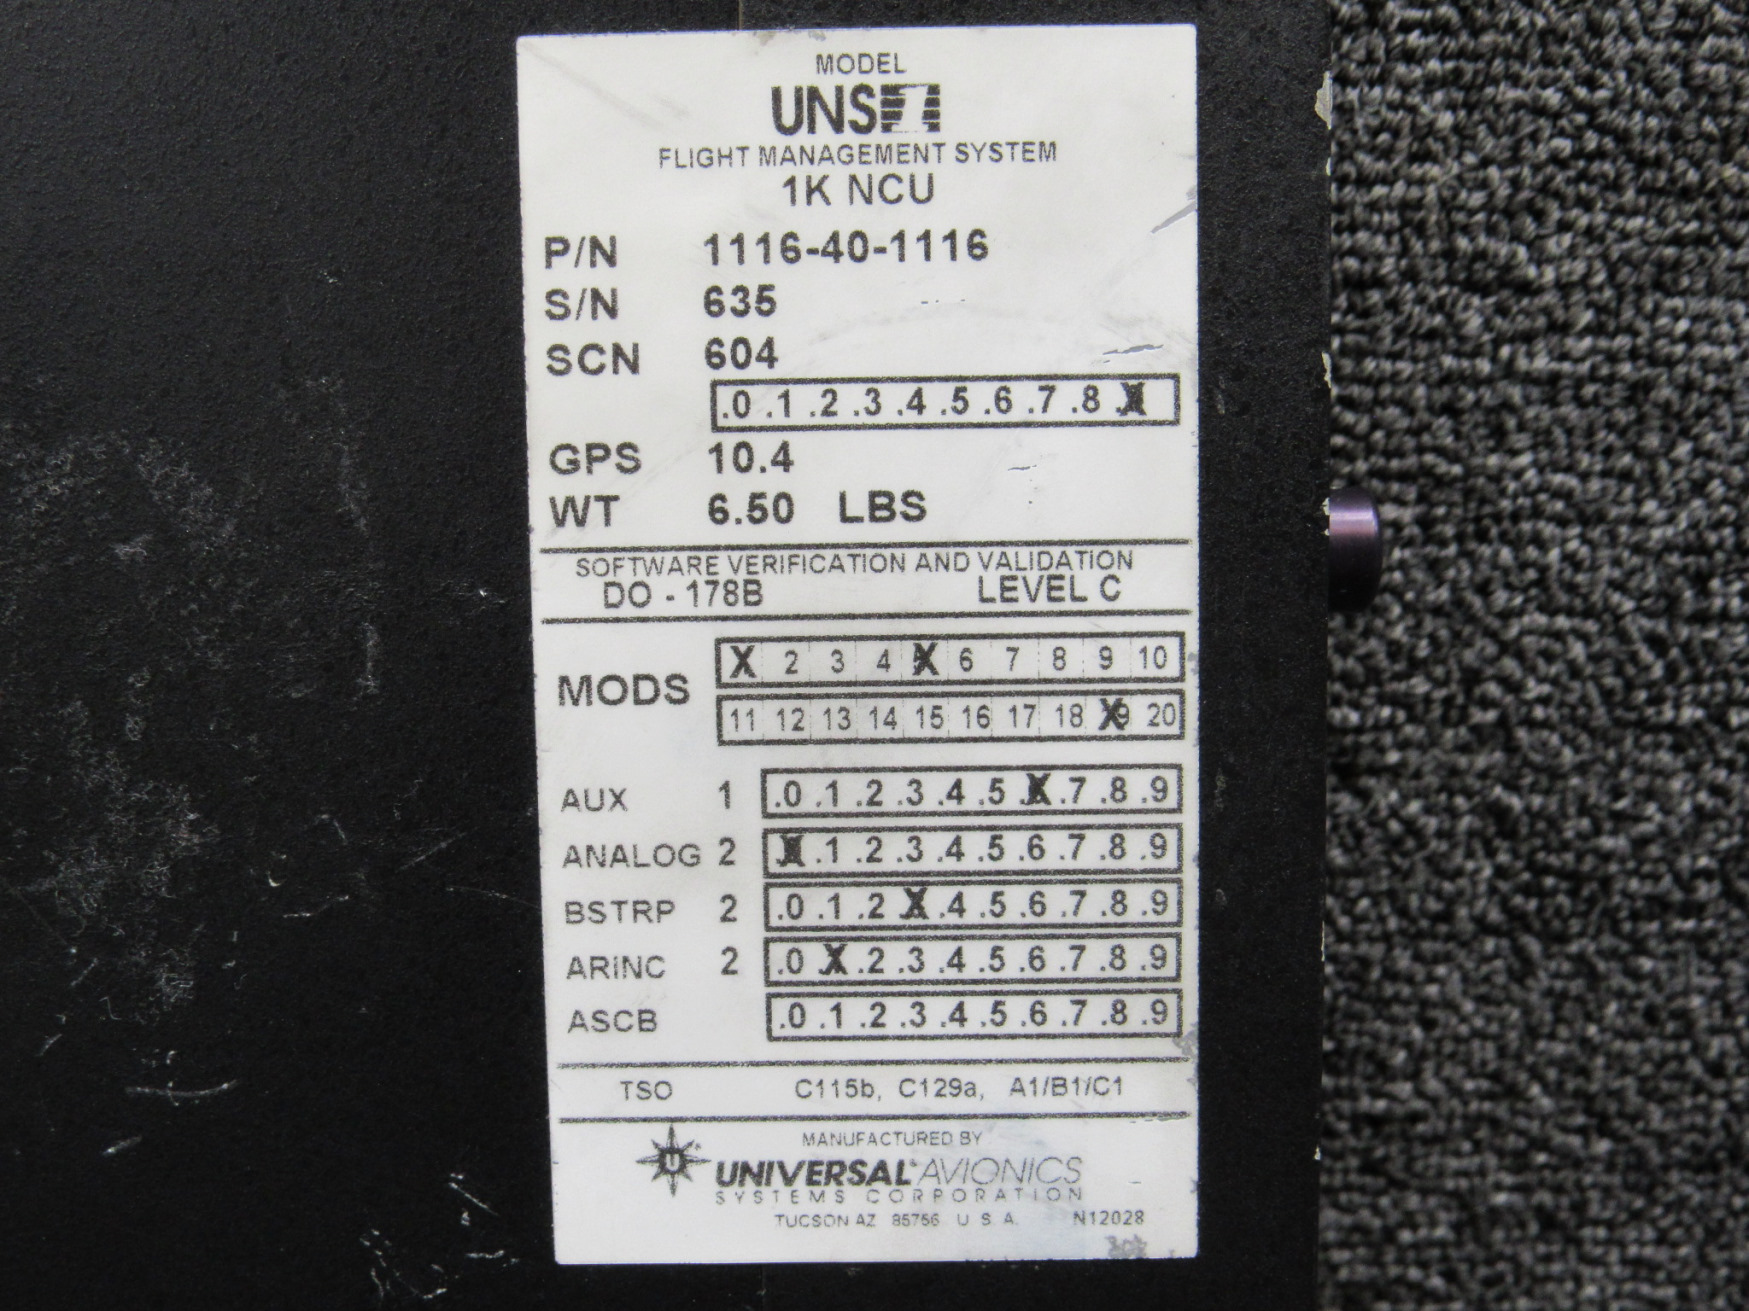 MODEL
UNS 1
FLIGHT MANAGEMENT SYSTEM
1K NCU
P/N 1116-40-1116
S/N 635
SCN 604
.0 .1 .2 .3 .4 .5 .6 .7 .8 X
GPS 10.4
WT 6.50 LBS
SOFTWARE VERIFICATION AND VALIDATION
DO - 178B LEVEL C
MODS
X 2 3 4 X 6 7 8 9 10
11 12 13 14 15 16 17 18 X9 20
AUX 1 .0 .1 .2 .3 .4 .5 X .7 .8 .9
ANALOG 2 X .1 .2 .3 .4 .5 .6 .7 .8 .9
BSTRP 2 .0 .1 .2 X .4 .5 .6 .7 .8 .9
ARINC 2 .0 X .2 .3 .4 .5 .6 .7 .8 .9
ASCB .0 .1 .2 .3 .4 .5 .6 .7 .8 .9
TSO C115b, C129a, A1/B1/C1
MANUFACTURED BY
U UNIVERSAL AVIONICS
SYSTEMS CORPORATION
TUCSON AZ 85756 U S A. N12028